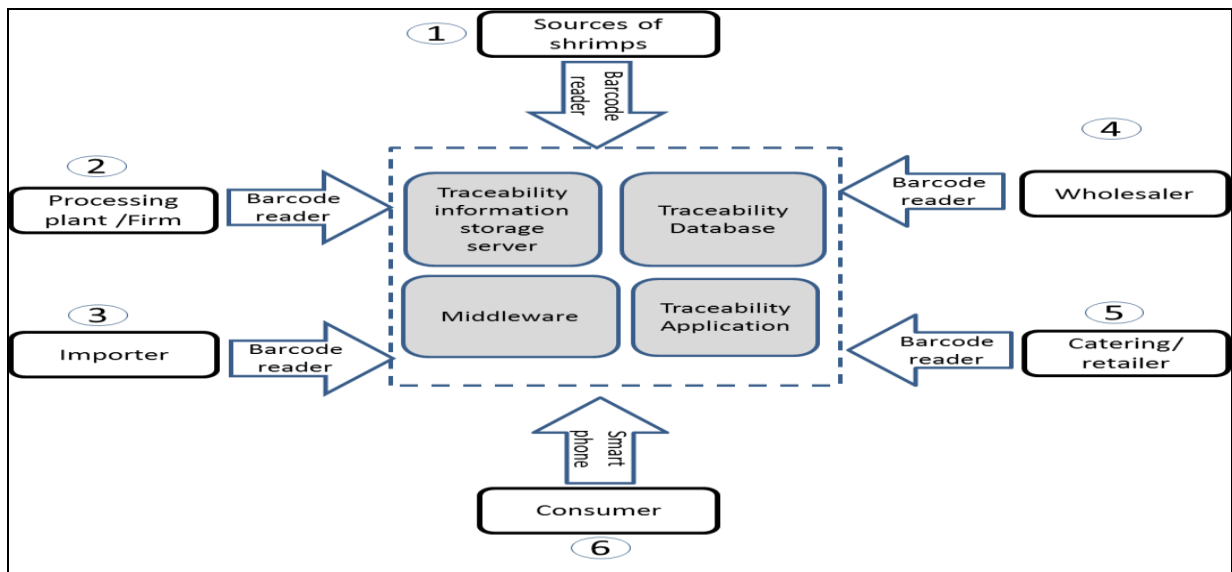 1
Sources of
shrimps
Barcode
reader
2
Processing
plant /Firm
Barcode
reader
3
Importer
Barcode
reader
Traceability
information
storage
server
Traceability
Database
Middleware
Traceability
Application
4
Wholesaler
Barcode
reader
5
Catering/
retailer
Barcode
reader
Smart
phone
Consumer
6